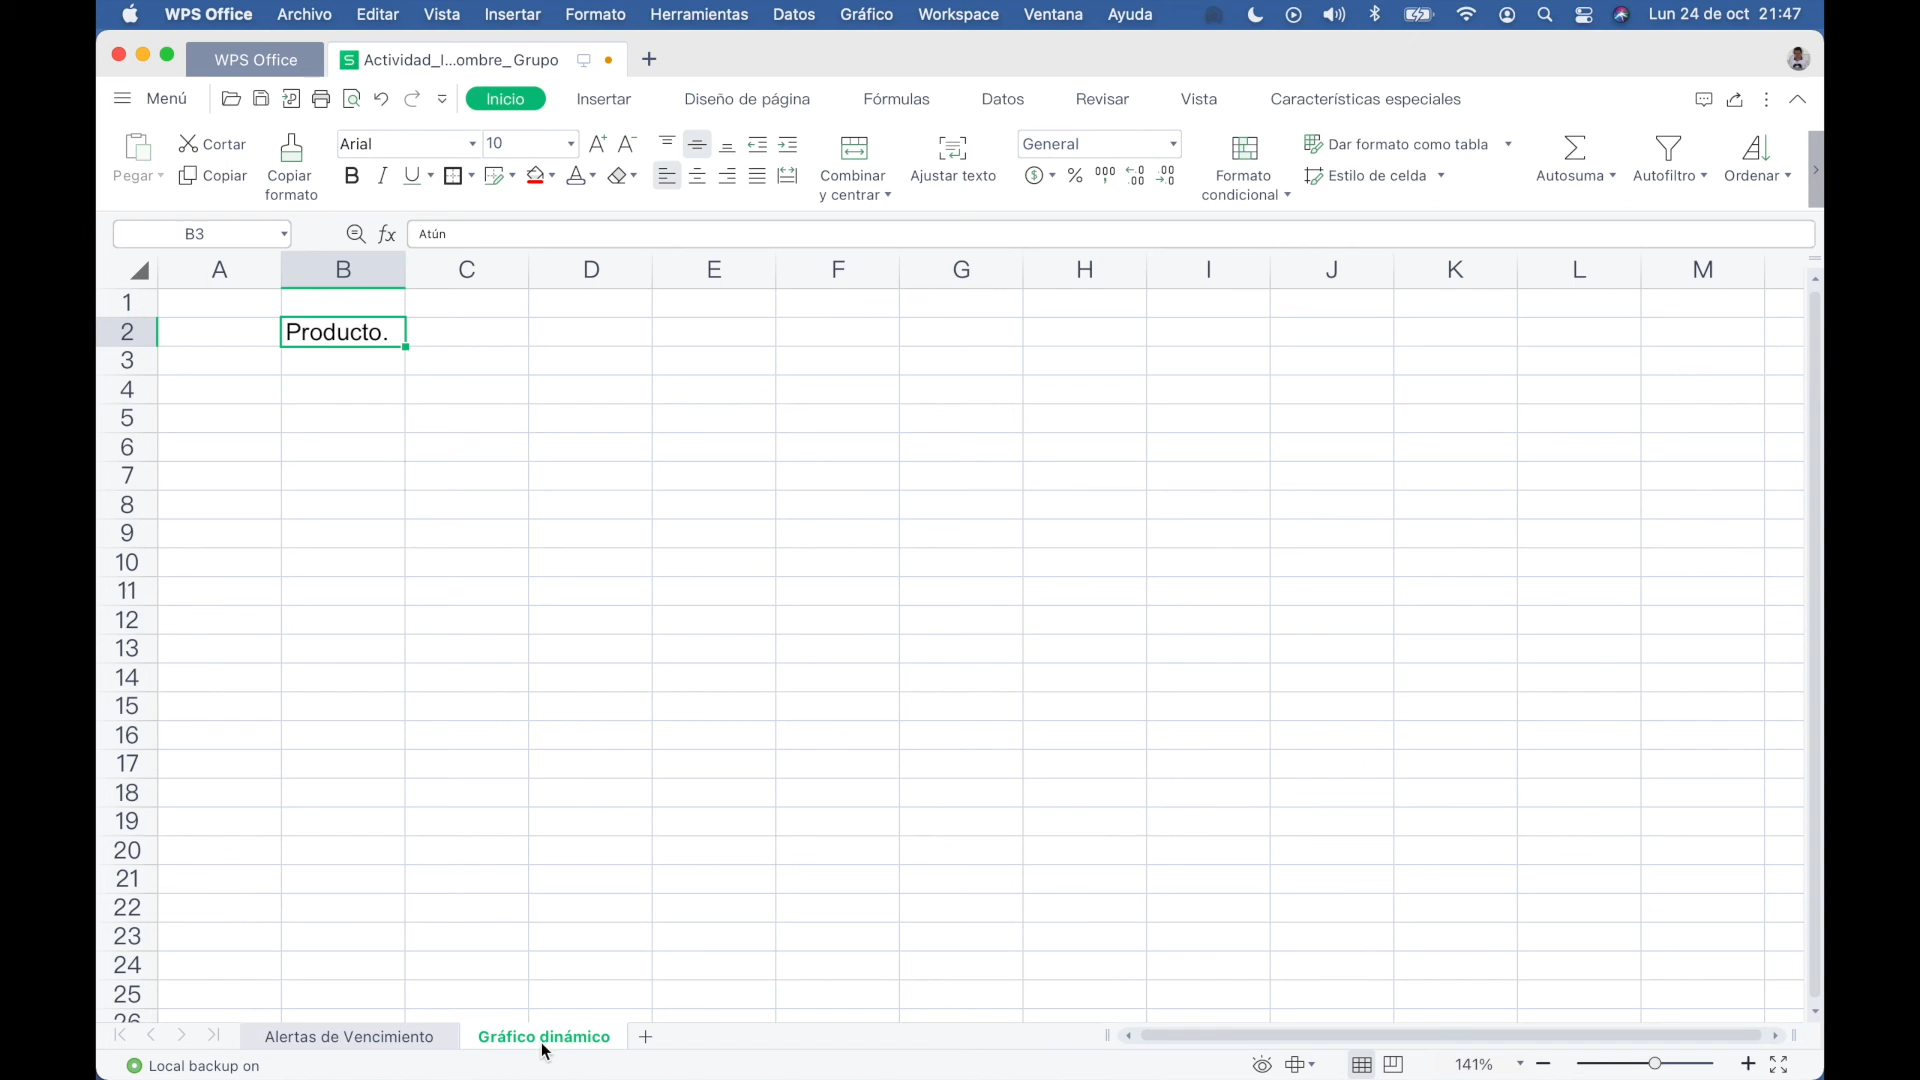 WPS Office Archivo Editar Vista Insertar Formato Herramientas Datos Gráfico Workspace Ventana Ayuda Lun 24 de oct 21:47
WPS Office Actividad_I...ombre_Grupo
Menú Inicio Insertar Diseño de página Fórmulas Datos Revisar Vista Características especiales
Cortar Arial 10 General Dar formato como tabla
Pegar Copiar Copiar formato Combinar y centrar Ajustar texto Formato condicional Estilo de celda Autosuma Autofiltro Ordenar
B3 fx Atún
A B C D E F G H I J K L M
1
2 Producto.
3
4
5
6
7
8
9
10
11
12
13
14
15
16
17
18
19
20
21
22
23
24
25
26
Alertas de Vencimiento Gráfico dinámico
Local backup on 141%